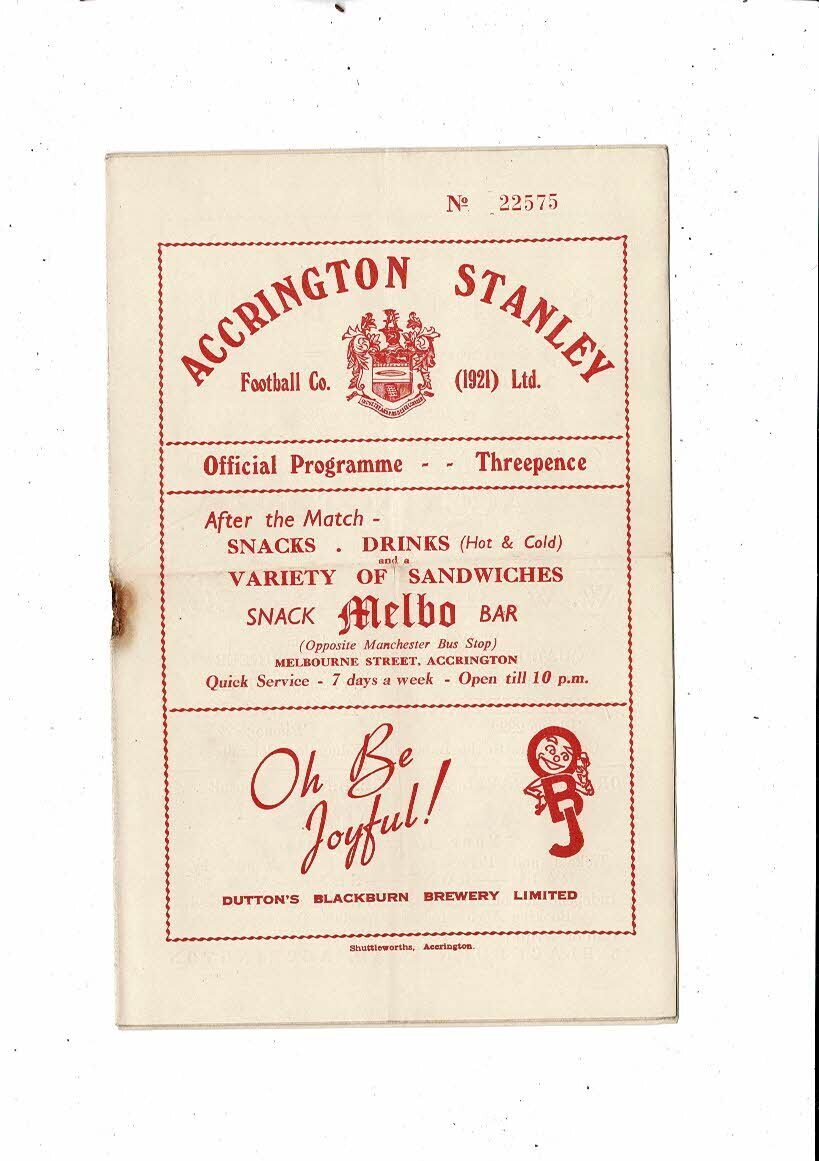 Nº 22575
ACCRINGTON STANLEY
Football Co. (1921) Ltd.
Official Programme - - Threepence
After the Match -
SNACKS . DRINKS (Hot & Cold)
and a
VARIETY OF SANDWICHES
SNACK Melbo BAR
(Opposite Manchester Bus Stop)
MELBOURNE STREET, ACCRINGTON
Quick Service - 7 days a week - Open till 10 p.m.
Oh Be
Joyful!
OBJ
DUTTON'S BLACKBURN BREWERY LIMITED
Shuttleworths, Accrington.